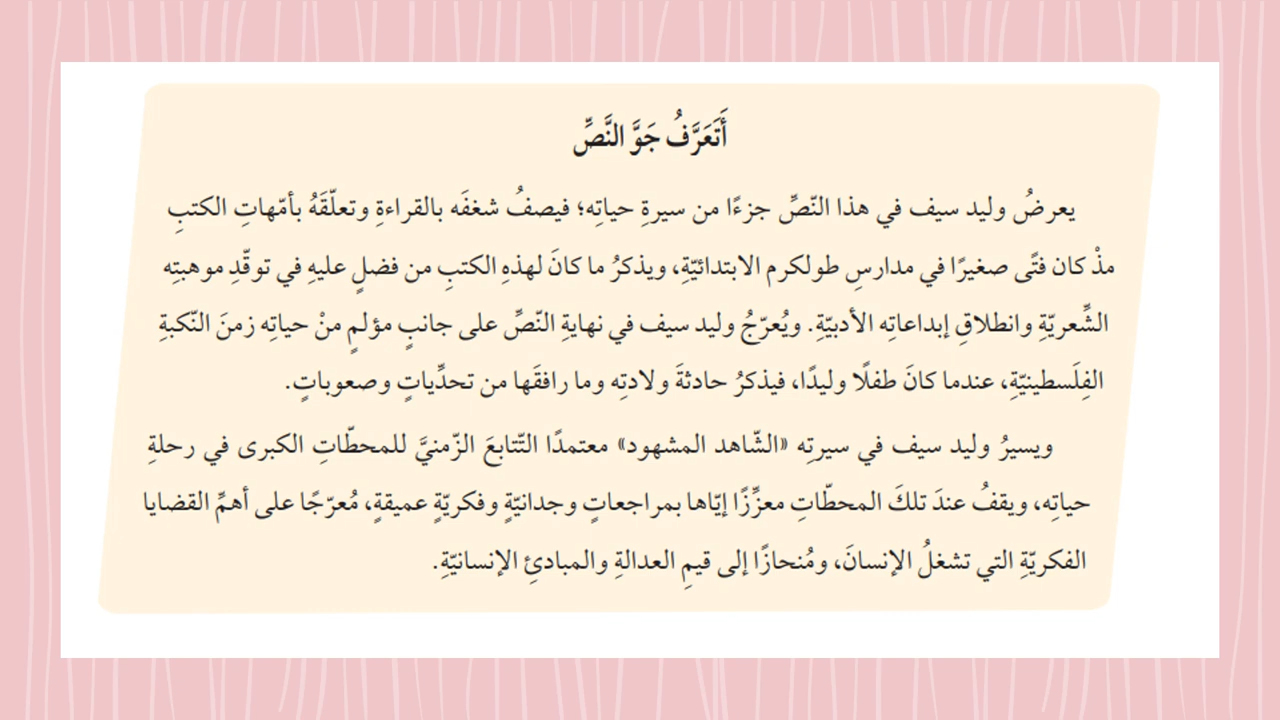 أَتَعَرَّفُ جَوَّ النَّصِّ
يعرضُ وليد سيف في هذا النّصِّ جزءًا من سيرةِ حياتِه؛ فيصفُ شغفَه بالقراءةِ وتعلّقَهُ بأمّهاتِ الكتبِ
مذْ كان فتًى صغيرًا في مدارسِ طولكرم الابتدائيّةِ، ويذكرُ ما كانَ لهذهِ الكتبِ من فضلٍ عليهِ في توقّدِ موهبتِه
الشِّعريّةِ وانطلاقِ إبداعاتِه الأدبيّةِ. ويُعرّجُ وليد سيف في نهايةِ النّصِّ على جانبٍ مؤلمٍ منْ حياتِه زمنَ النّكبةِ
الفِلَسطينيّةِ، عندما كانَ طفلًا وليدًا، فيذكرُ حادثةَ ولادتِه وما رافقَها من تحدِّياتٍ وصعوباتٍ.
ويسيرُ وليد سيف في سيرتِه «الشّاهد المشهود» معتمدًا التّتابعَ الزّمنيَّ للمحطّاتِ الكبرى في رحلةِ
حياتِه، ويقفُ عندَ تلكَ المحطّاتِ معزِّزًا إيّاها بمراجعاتٍ وجدانيّةٍ وفكريّةٍ عميقةٍ، مُعرّجًا على أهمِّ القضايا
الفكريّةِ التي تشغلُ الإنسانَ، ومُنحازًا إلى قيمِ العدالةِ والمبادئِ الإنسانيّةِ.